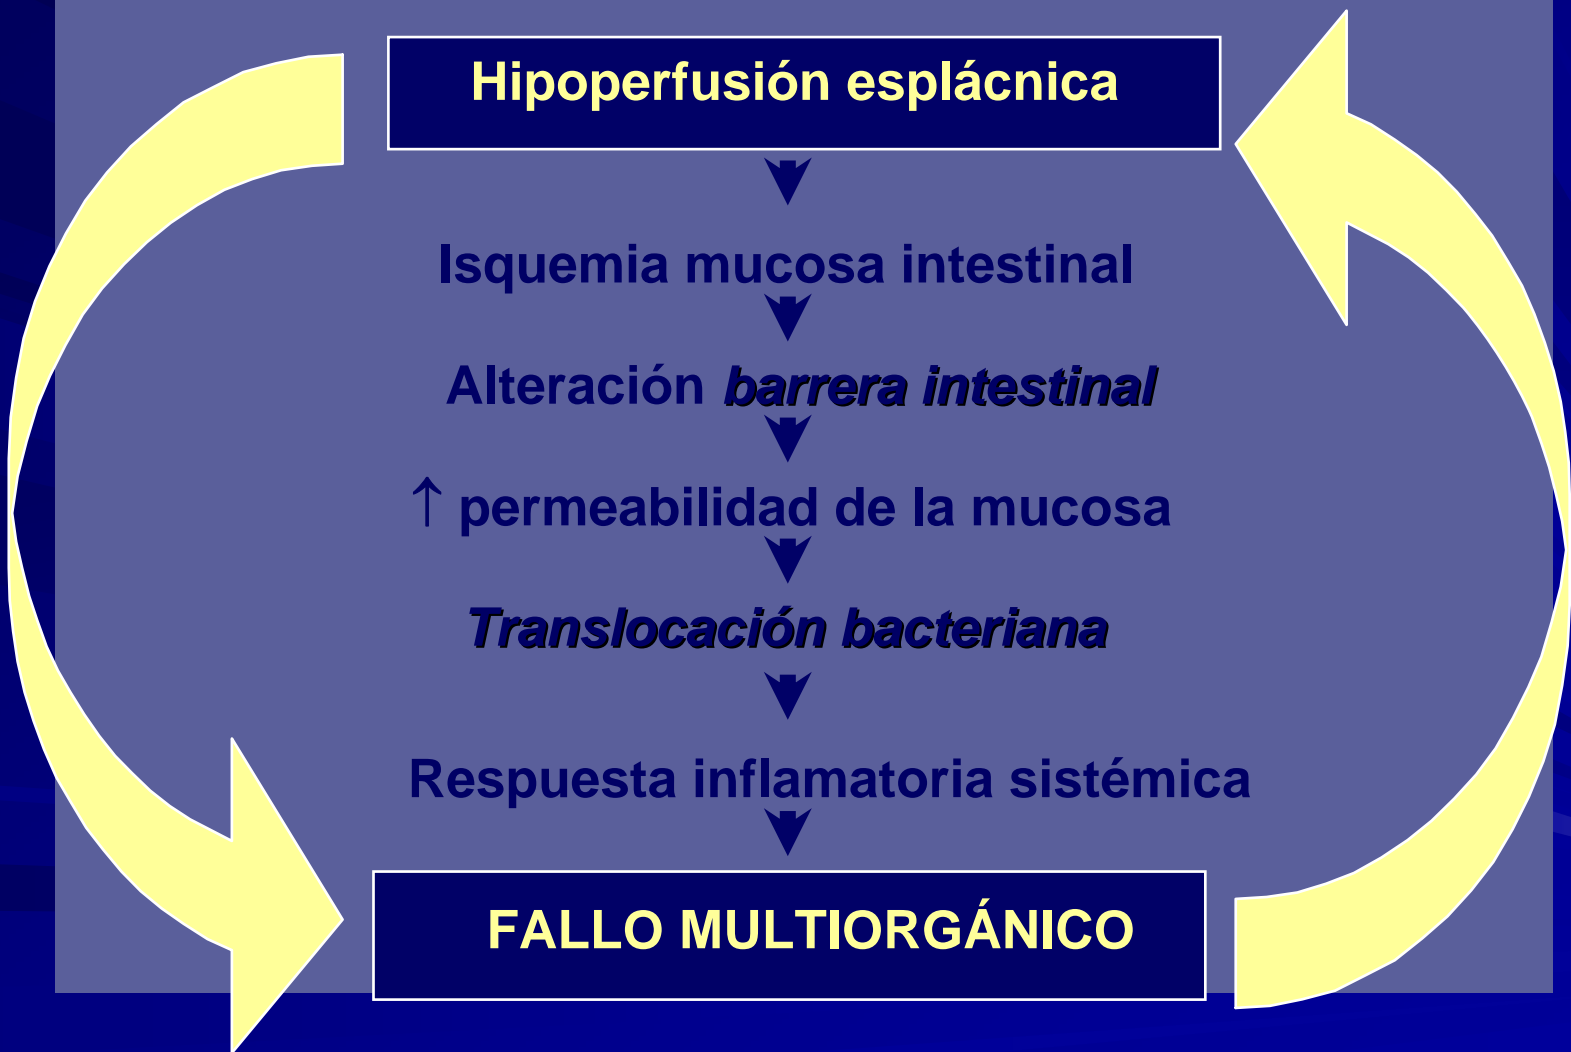 Hipoperfusión esplácnica
Isquemia mucosa intestinal
Alteración barrera intestinal
↑ permeabilidad de la mucosa
Translocación bacteriana
Respuesta inflamatoria sistémica
FALLO MULTIORGÁNICO